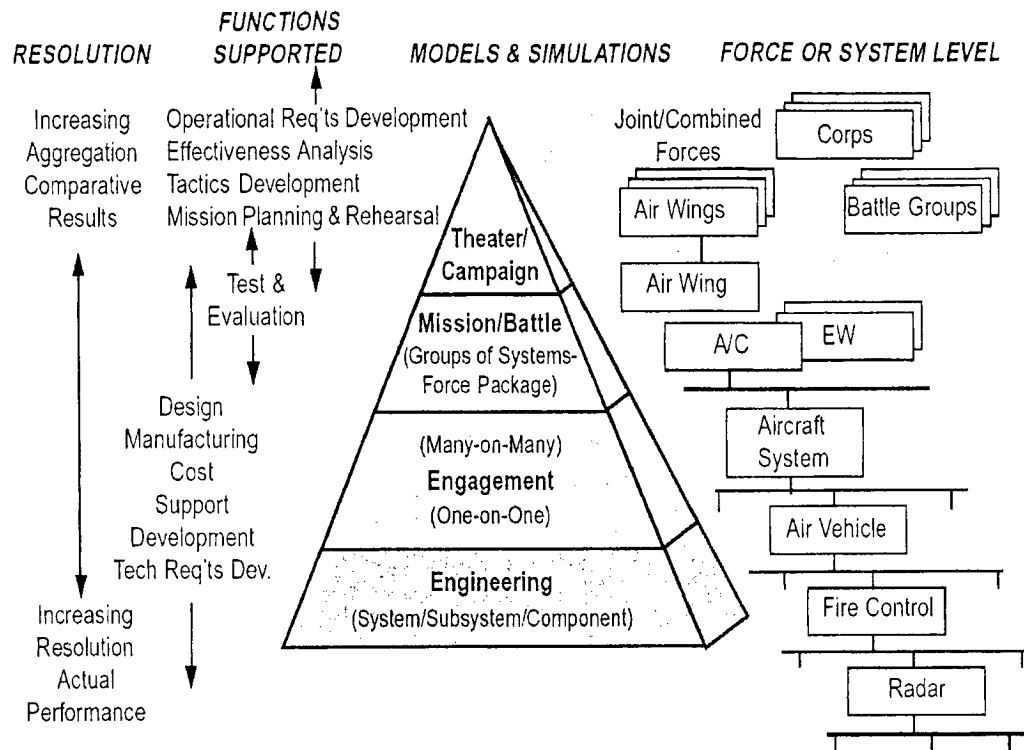 RESOLUTION
FUNCTIONS
SUPPORTED
MODELS & SIMULATIONS
FORCE OR SYSTEM LEVEL
Increasing
Aggregation
Comparative
Results
Increasing
Resolution
Actual
Performance
Operational Req'ts Development
Effectiveness Analysis
Tactics Development
Mission Planning & Rehearsal
Test &
Evaluation
Design
Manufacturing
Cost
Support
Development
Tech Req'ts Dev.
Theater/
Campaign
Mission/Battle
(Groups of Systems-
Force Package)
(Many-on-Many)
Engagement
(One-on-One)
Engineering
(System/Subsystem/Component)
Joint/Combined
Forces
Corps
Air Wings
Battle Groups
Air Wing
A/C
EW
Aircraft
System
Air Vehicle
Fire Control
Radar